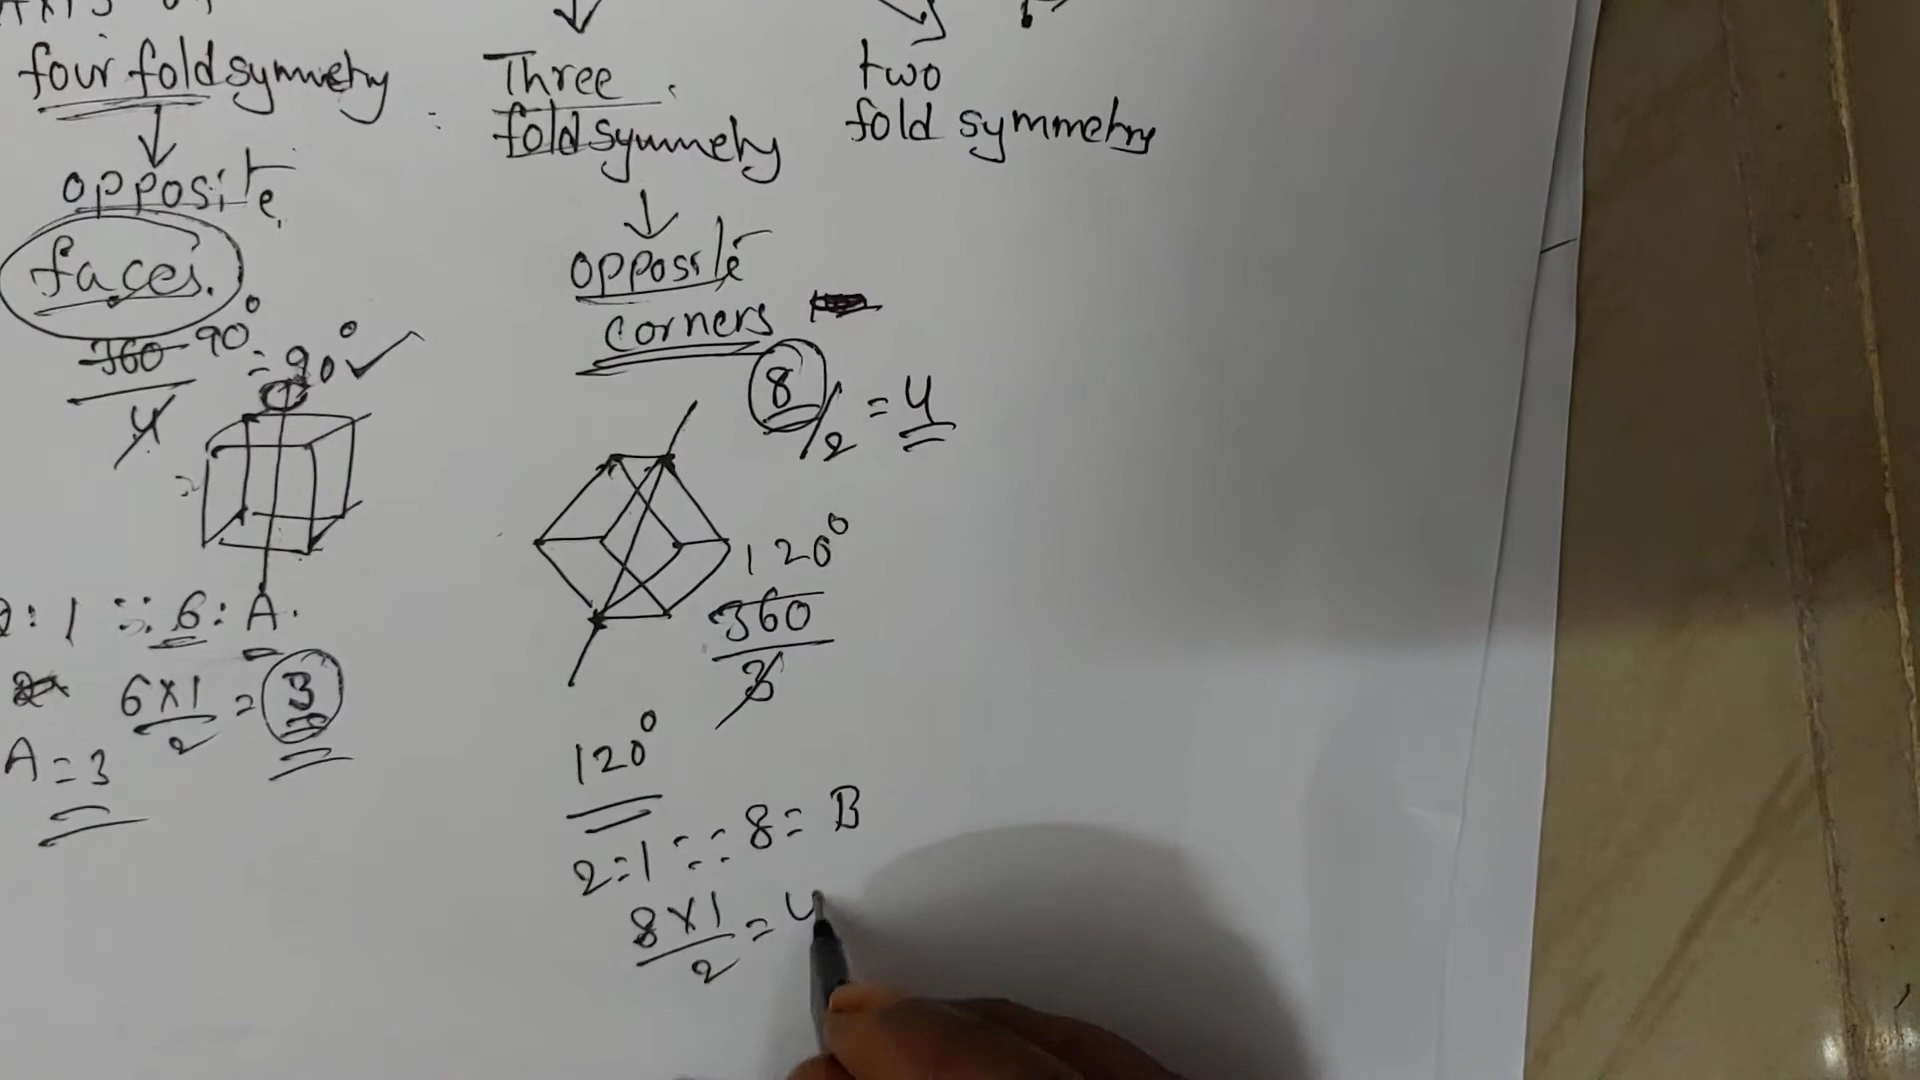 four fold symmetry
opposite
faces.
360 90°
4
= 90° ✓
2:1 :: 6: A.
6×1/2 = 3
A = 3
Three
fold symmetry
opposite
corners
8/2 = 4
120°
360
3
120°
2:1 :: 8 = B
8×1/2 = 4
two
fold symmetry